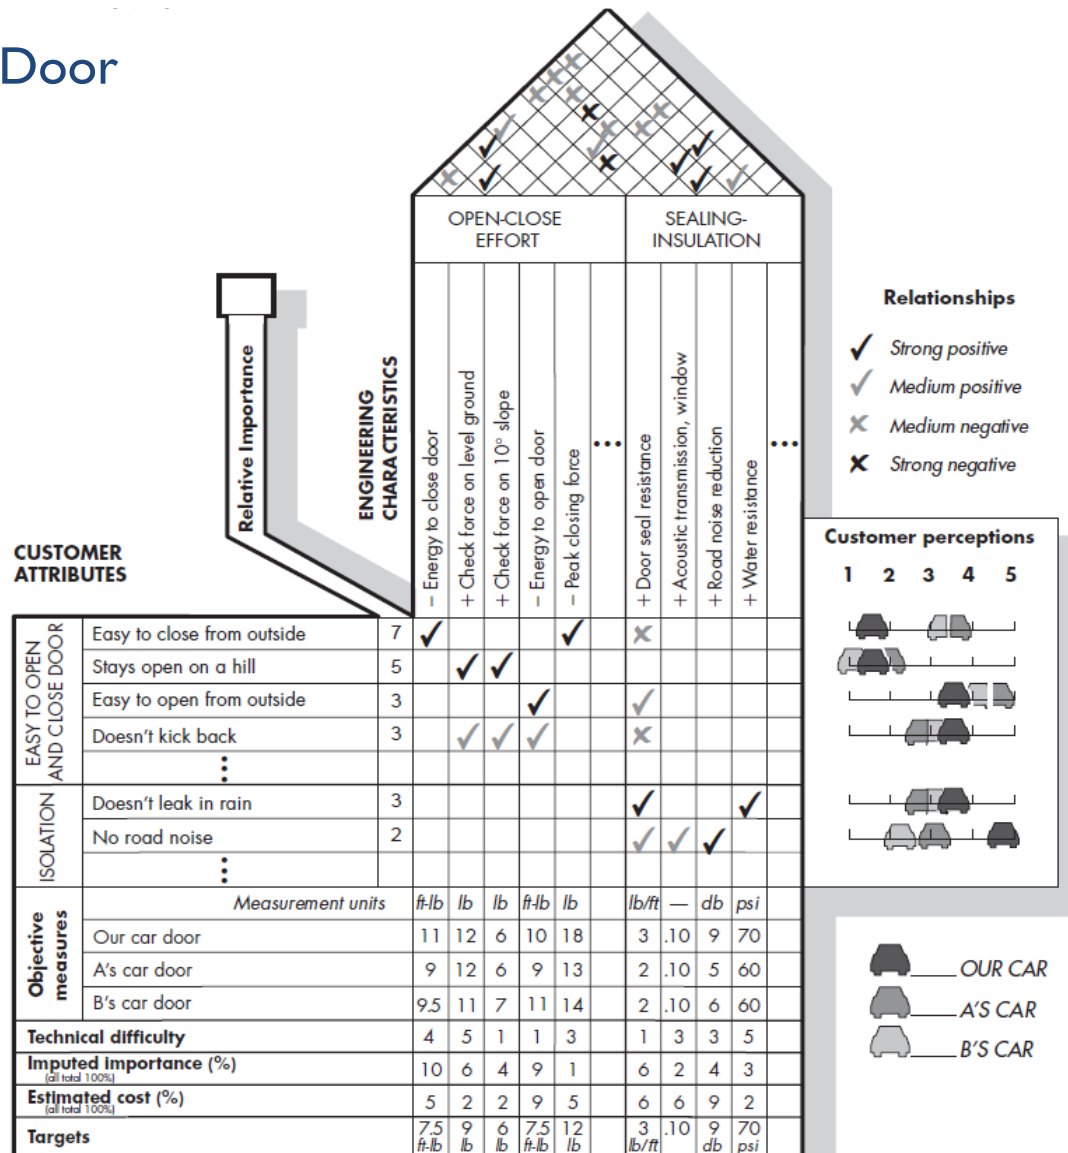 Door
OPEN-CLOSE
EFFORT
SEALING-
INSULATION
Relative Importance
ENGINEERING
CHARACTERISTICS
– Energy to close door
+ Check force on level ground
+ Check force on 10° slope
– Energy to open door
– Peak closing force
...
+ Door seal resistance
+ Acoustic transmission, window
+ Road noise reduction
+ Water resistance
...
Relationships
Strong positive
Medium positive
Medium negative
Strong negative
CUSTOMER
ATTRIBUTES
Customer perceptions
1 2 3 4 5
EASY TO OPEN
AND CLOSE DOOR
Easy to close from outside 7
Stays open on a hill 5
Easy to open from outside 3
Doesn't kick back 3
ISOLATION
Doesn't leak in rain 3
No road noise 2
Objective
measures
Measurement units ft-lb lb lb ft-lb lb lb/ft — db psi
Our car door 11 12 6 10 18 3 .10 9 70
A's car door 9 12 6 9 13 2 .10 5 60
B's car door 9.5 11 7 11 14 2 .10 6 60
Technical difficulty 4 5 1 1 3 1 3 3 5
Imputed importance (%) 10 6 4 9 1 6 2 4 3
(all total 100%)
Estimated cost (%) 5 2 2 9 5 6 6 9 2
(all total 100%)
Targets 7.5 9 6 7.5 12 3 .10 9 70
ft-lb lb lb ft-lb lb lb/ft db psi
OUR CAR
A'S CAR
B'S CAR